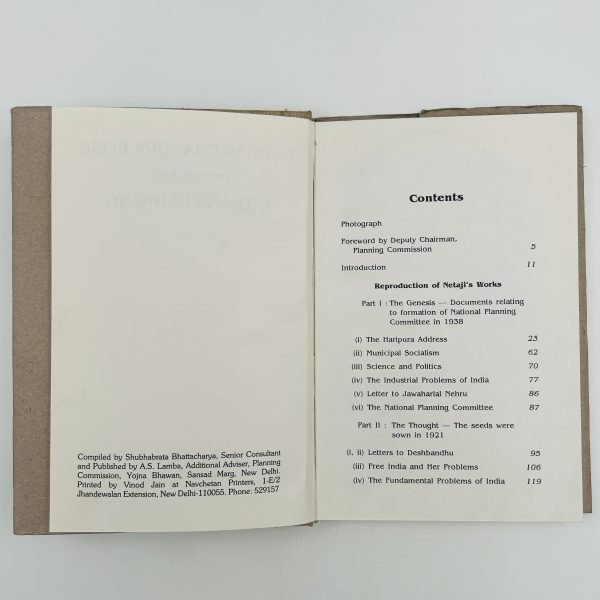 SUBHAS CHANDRA BOSE
PIONEER OF
INDIAN PLANNING
Compiled by Shubhabrata Bhattacharya, Senior Consultant
and Published by A.S. Lamba, Additional Adviser, Planning
Commission, Yojna Bhawan, Sansad Marg, New Delhi.
Printed by Vinod Jain at Navchetan Printers, 1-E/2
Jhandewalan Extension, New Delhi-110055. Phone: 529157
Contents
Photograph
Foreword by Deputy Chairman,
Planning Commission 5
Introduction 11
Reproduction of Netaji's Works
Part I : The Genesis — Documents relating
to formation of National Planning
Committee in 1938
(i) The Haripura Address 23
(ii) Municipal Socialism 62
(iii) Science and Politics 70
(iv) The Industrial Problems of India 77
(v) Letter to Jawaharlal Nehru 86
(vi) The National Planning Committee 87
Part II : The Thought — The seeds were
sown in 1921
(i, ii) Letters to Deshbandhu 95
(iii) Free India and Her Problems 106
(iv) The Fundamental Problems of India 119